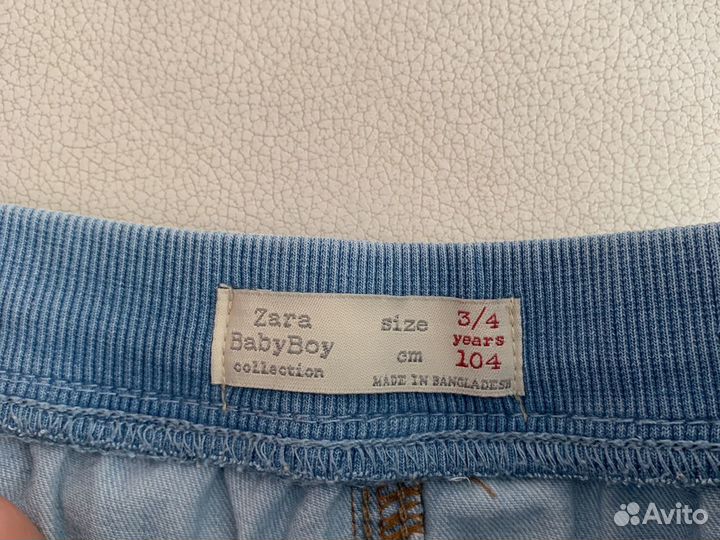 Zara
BabyBoy
collection
size
cm
3/4
years
104
MADE IN BANGLADESH
Avito